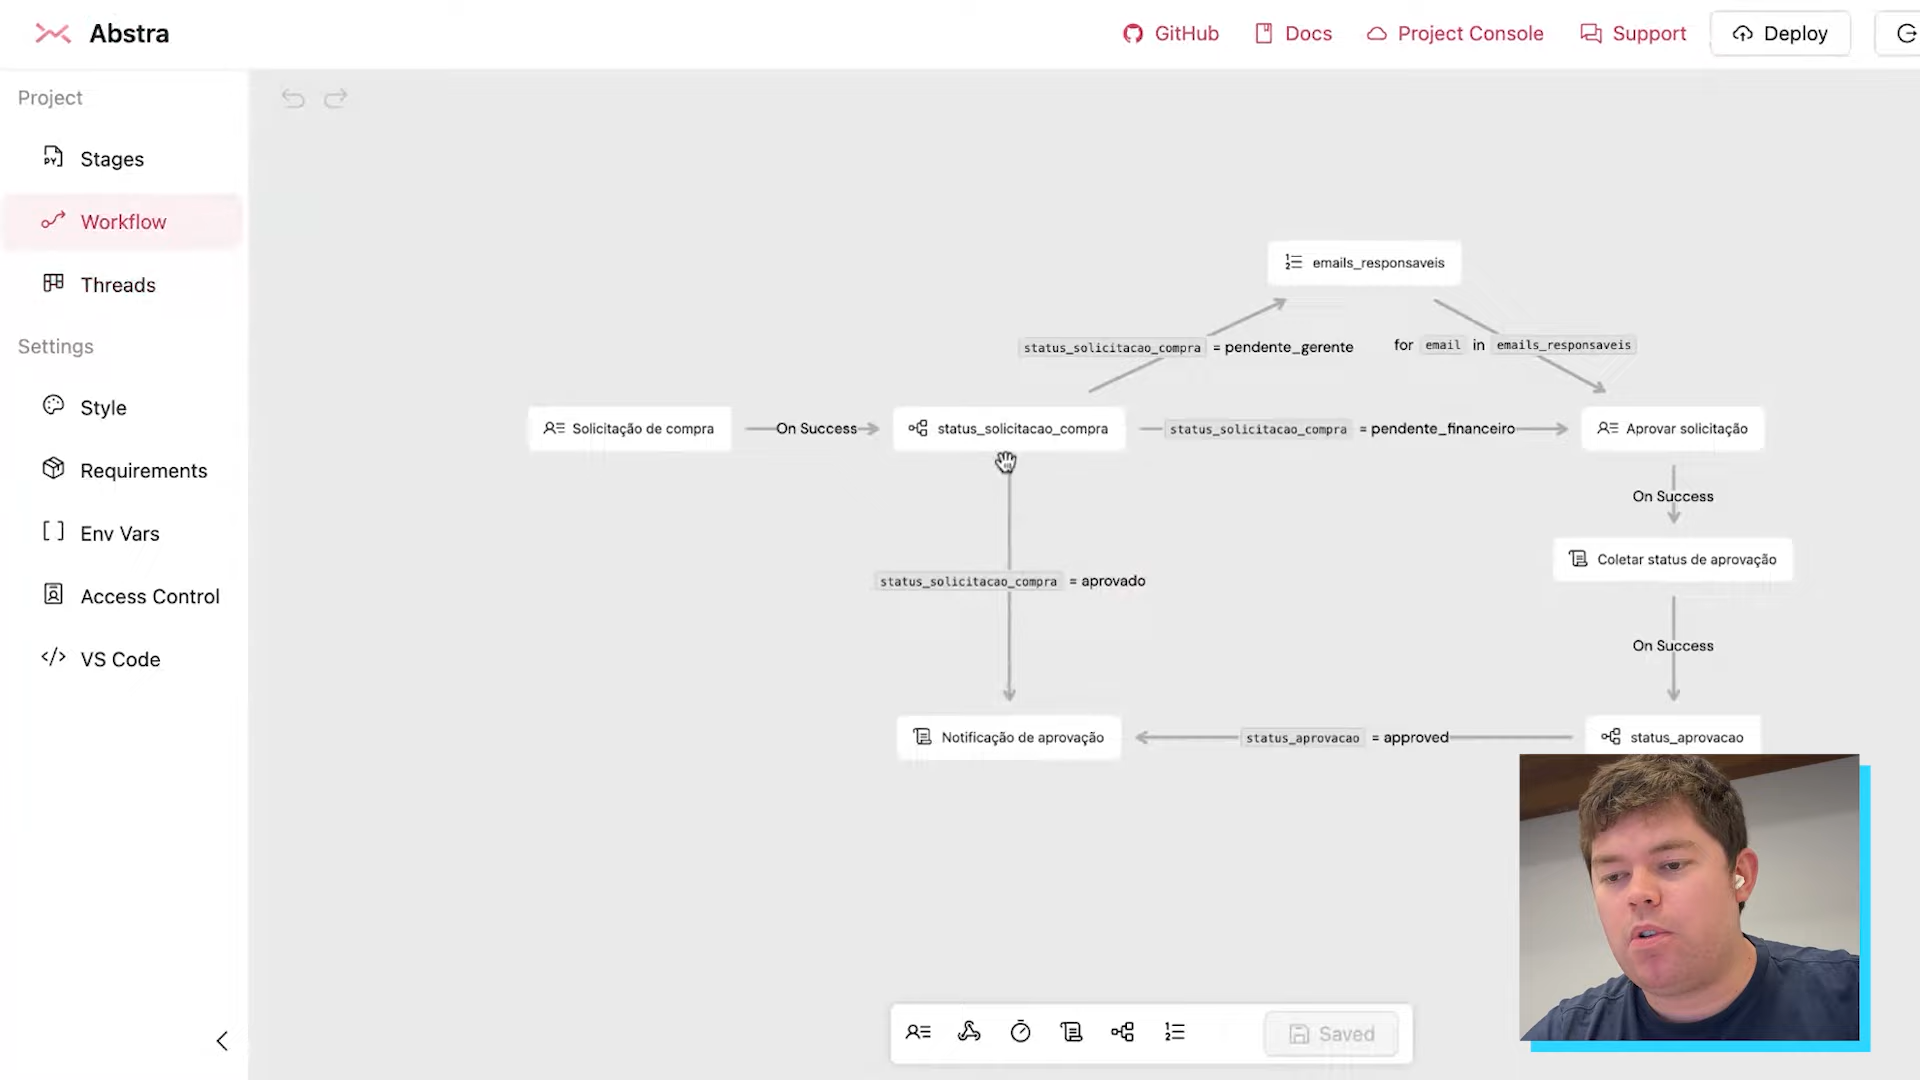 Abstra
GitHub
Docs
Project Console
Support
Deploy
Project
Stages
Workflow
Threads
Settings
Style
Requirements
Env Vars
Access Control
VS Code
emails_responsaveis
status_solicitacao_compra = pendente_gerente
for email in emails_responsaveis
Solicitação de compra
On Success
status_solicitacao_compra
status_solicitacao_compra = pendente_financeiro
Aprovar solicitação
On Success
Coletar status de aprovação
status_solicitacao_compra = aprovado
On Success
Notificação de aprovação
status_aprovacao = approved
status_aprovacao
Saved